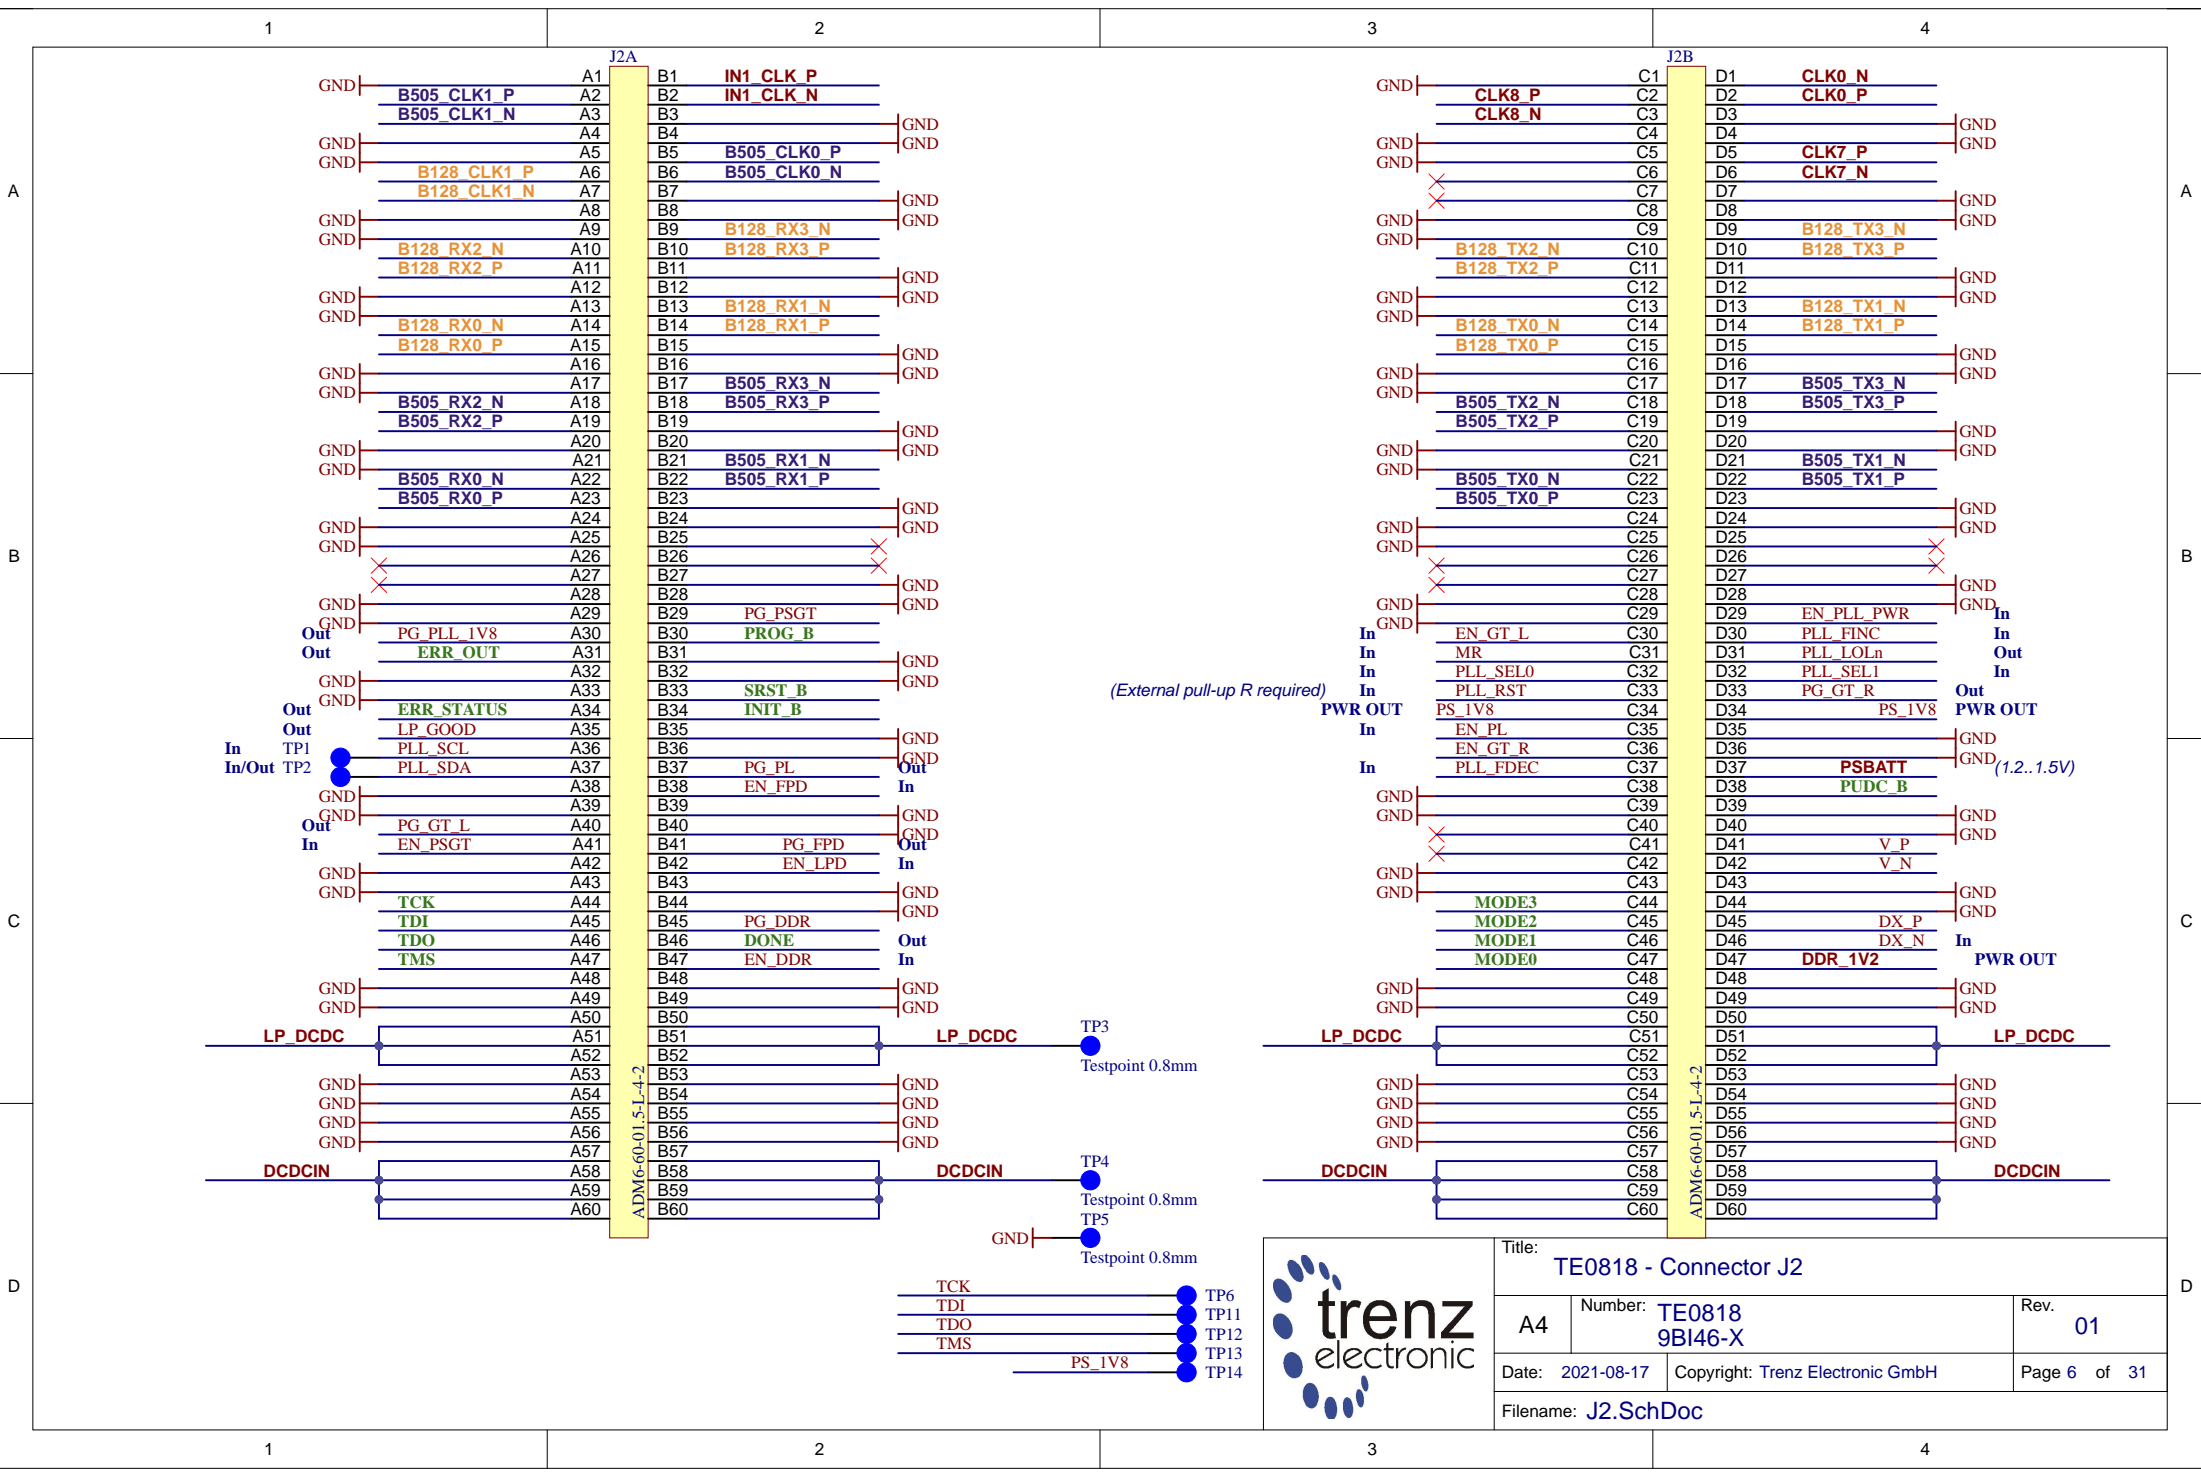 1 2 3 4
J2A J2B
GND A1 B1 IN1_CLK_P GND C1 D1 CLK0_N
B505_CLK1_P A2 B2 IN1_CLK_N CLK8_P C2 D2 CLK0_P
B505_CLK1_N A3 B3 GND CLK8_N C3 D3 GND
GND A4 B4 GND GND C4 D4 GND
GND A5 B5 B505_CLK0_P GND C5 D5 CLK7_P
B128_CLK1_P A6 B6 B505_CLK0_N C6 D6 CLK7_N
A B128_CLK1_N A7 B7 GND C7 D7 GND A
GND A8 B8 GND GND C8 D8 GND
GND A9 B9 B128_RX3_N GND C9 D9 B128_TX3_N
B128_RX2_N A10 B10 B128_RX3_P B128_TX2_N C10 D10 B128_TX3_P
B128_RX2_P A11 B11 GND B128_TX2_P C11 D11 GND
GND A12 B12 GND GND C12 D12 GND
GND A13 B13 B128_RX1_N GND C13 D13 B128_TX1_N
B128_RX0_N A14 B14 B128_RX1_P B128_TX0_N C14 D14 B128_TX1_P
B128_RX0_P A15 B15 GND B128_TX0_P C15 D15 GND
GND A16 B16 GND GND C16 D16 GND
GND A17 B17 B505_RX3_N GND C17 D17 B505_TX3_N
B505_RX2_N A18 B18 B505_RX3_P B505_TX2_N C18 D18 B505_TX3_P
B505_RX2_P A19 B19 GND B505_TX2_P C19 D19 GND
GND A20 B20 GND GND C20 D20 GND
GND A21 B21 B505_RX1_N GND C21 D21 B505_TX1_N
B505_RX0_N A22 B22 B505_RX1_P B505_TX0_N C22 D22 B505_TX1_P
B505_RX0_P A23 B23 GND B505_TX0_P C23 D23 GND
GND A24 B24 GND GND C24 D24 GND
GND A25 B25 GND C25 D25
B A26 B26 C26 D26 B
A27 B27 GND C27 D27 GND
GND A28 B28 GND GND C28 D28 GND
GND A29 B29 PG_PSGT GND C29 D29 EN_PLL_PWR In
Out PG_PLL_1V8 A30 B30 PROG_B In EN_GT_L C30 D30 PLL_FINC In
Out ERR_OUT A31 B31 GND In MR C31 D31 PLL_LOLn Out
GND A32 B32 GND In PLL_SEL0 C32 D32 PLL_SEL1 In
GND A33 B33 SRST_B (External pull-up R required) In PLL_RST C33 D33 PG_GT_R Out
Out ERR_STATUS A34 B34 INIT_B PWR OUT PS_1V8 C34 D34 PS_1V8 PWR OUT
Out LP_GOOD A35 B35 GND In EN_PL C35 D35 GND
In TP1 PLL_SCL A36 B36 GND EN_GT_R C36 D36 GND
In/Out TP2 PLL_SDA A37 B37 PG_PL Out In PLL_FDEC C37 D37 PSBATT (1.2..1.5V)
GND A38 B38 EN_FPD In GND C38 D38 PUDC_B
GND A39 B39 GND GND C39 D39 GND
Out PG_GT_L A40 B40 GND C40 D40 GND
In EN_PSGT A41 B41 PG_FPD Out C41 D41 V_P
GND A42 B42 EN_LPD In GND C42 D42 V_N
GND A43 B43 GND GND C43 D43 GND
TCK A44 B44 GND MODE3 C44 D44 GND
C TDI A45 B45 PG_DDR MODE2 C45 D45 DX_P C
TDO A46 B46 DONE Out MODE1 C46 D46 DX_N In
TMS A47 B47 EN_DDR In MODE0 C47 D47 DDR_1V2 PWR OUT
GND A48 B48 GND GND C48 D48 GND
GND A49 B49 GND GND C49 D49 GND
A50 B50 C50 D50
LP_DCDC A51 B51 LP_DCDC TP3 LP_DCDC C51 D51 LP_DCDC
A52 B52 Testpoint 0.8mm C52 D52
GND A53 B53 GND GND C53 D53 GND
GND A54 B54 GND GND C54 D54 GND
GND A55 B55 GND GND C55 D55 GND
GND A56 B56 GND GND C56 D56 GND
A57 B57 C57 D57
DCDCIN A58 B58 DCDCIN TP4 DCDCIN C58 D58 DCDCIN
A59 B59 Testpoint 0.8mm C59 D59
A60 B60 C60 D60
ADM6-60-01.5-L-4-2 ADM6-60-01.5-L-4-2
GND TP5
Testpoint 0.8mm
TCK TP6
TDI TP11
TDO TP12
TMS TP13
PS_1V8 TP14
D D
trenz
electronic
Title:
TE0818 - Connector J2
A4 Number: TE0818
9BI46-X
Rev.
01
Date: 2021-08-17 Copyright: Trenz Electronic GmbH Page 6 of 31
Filename: J2.SchDoc
1 2 3 4